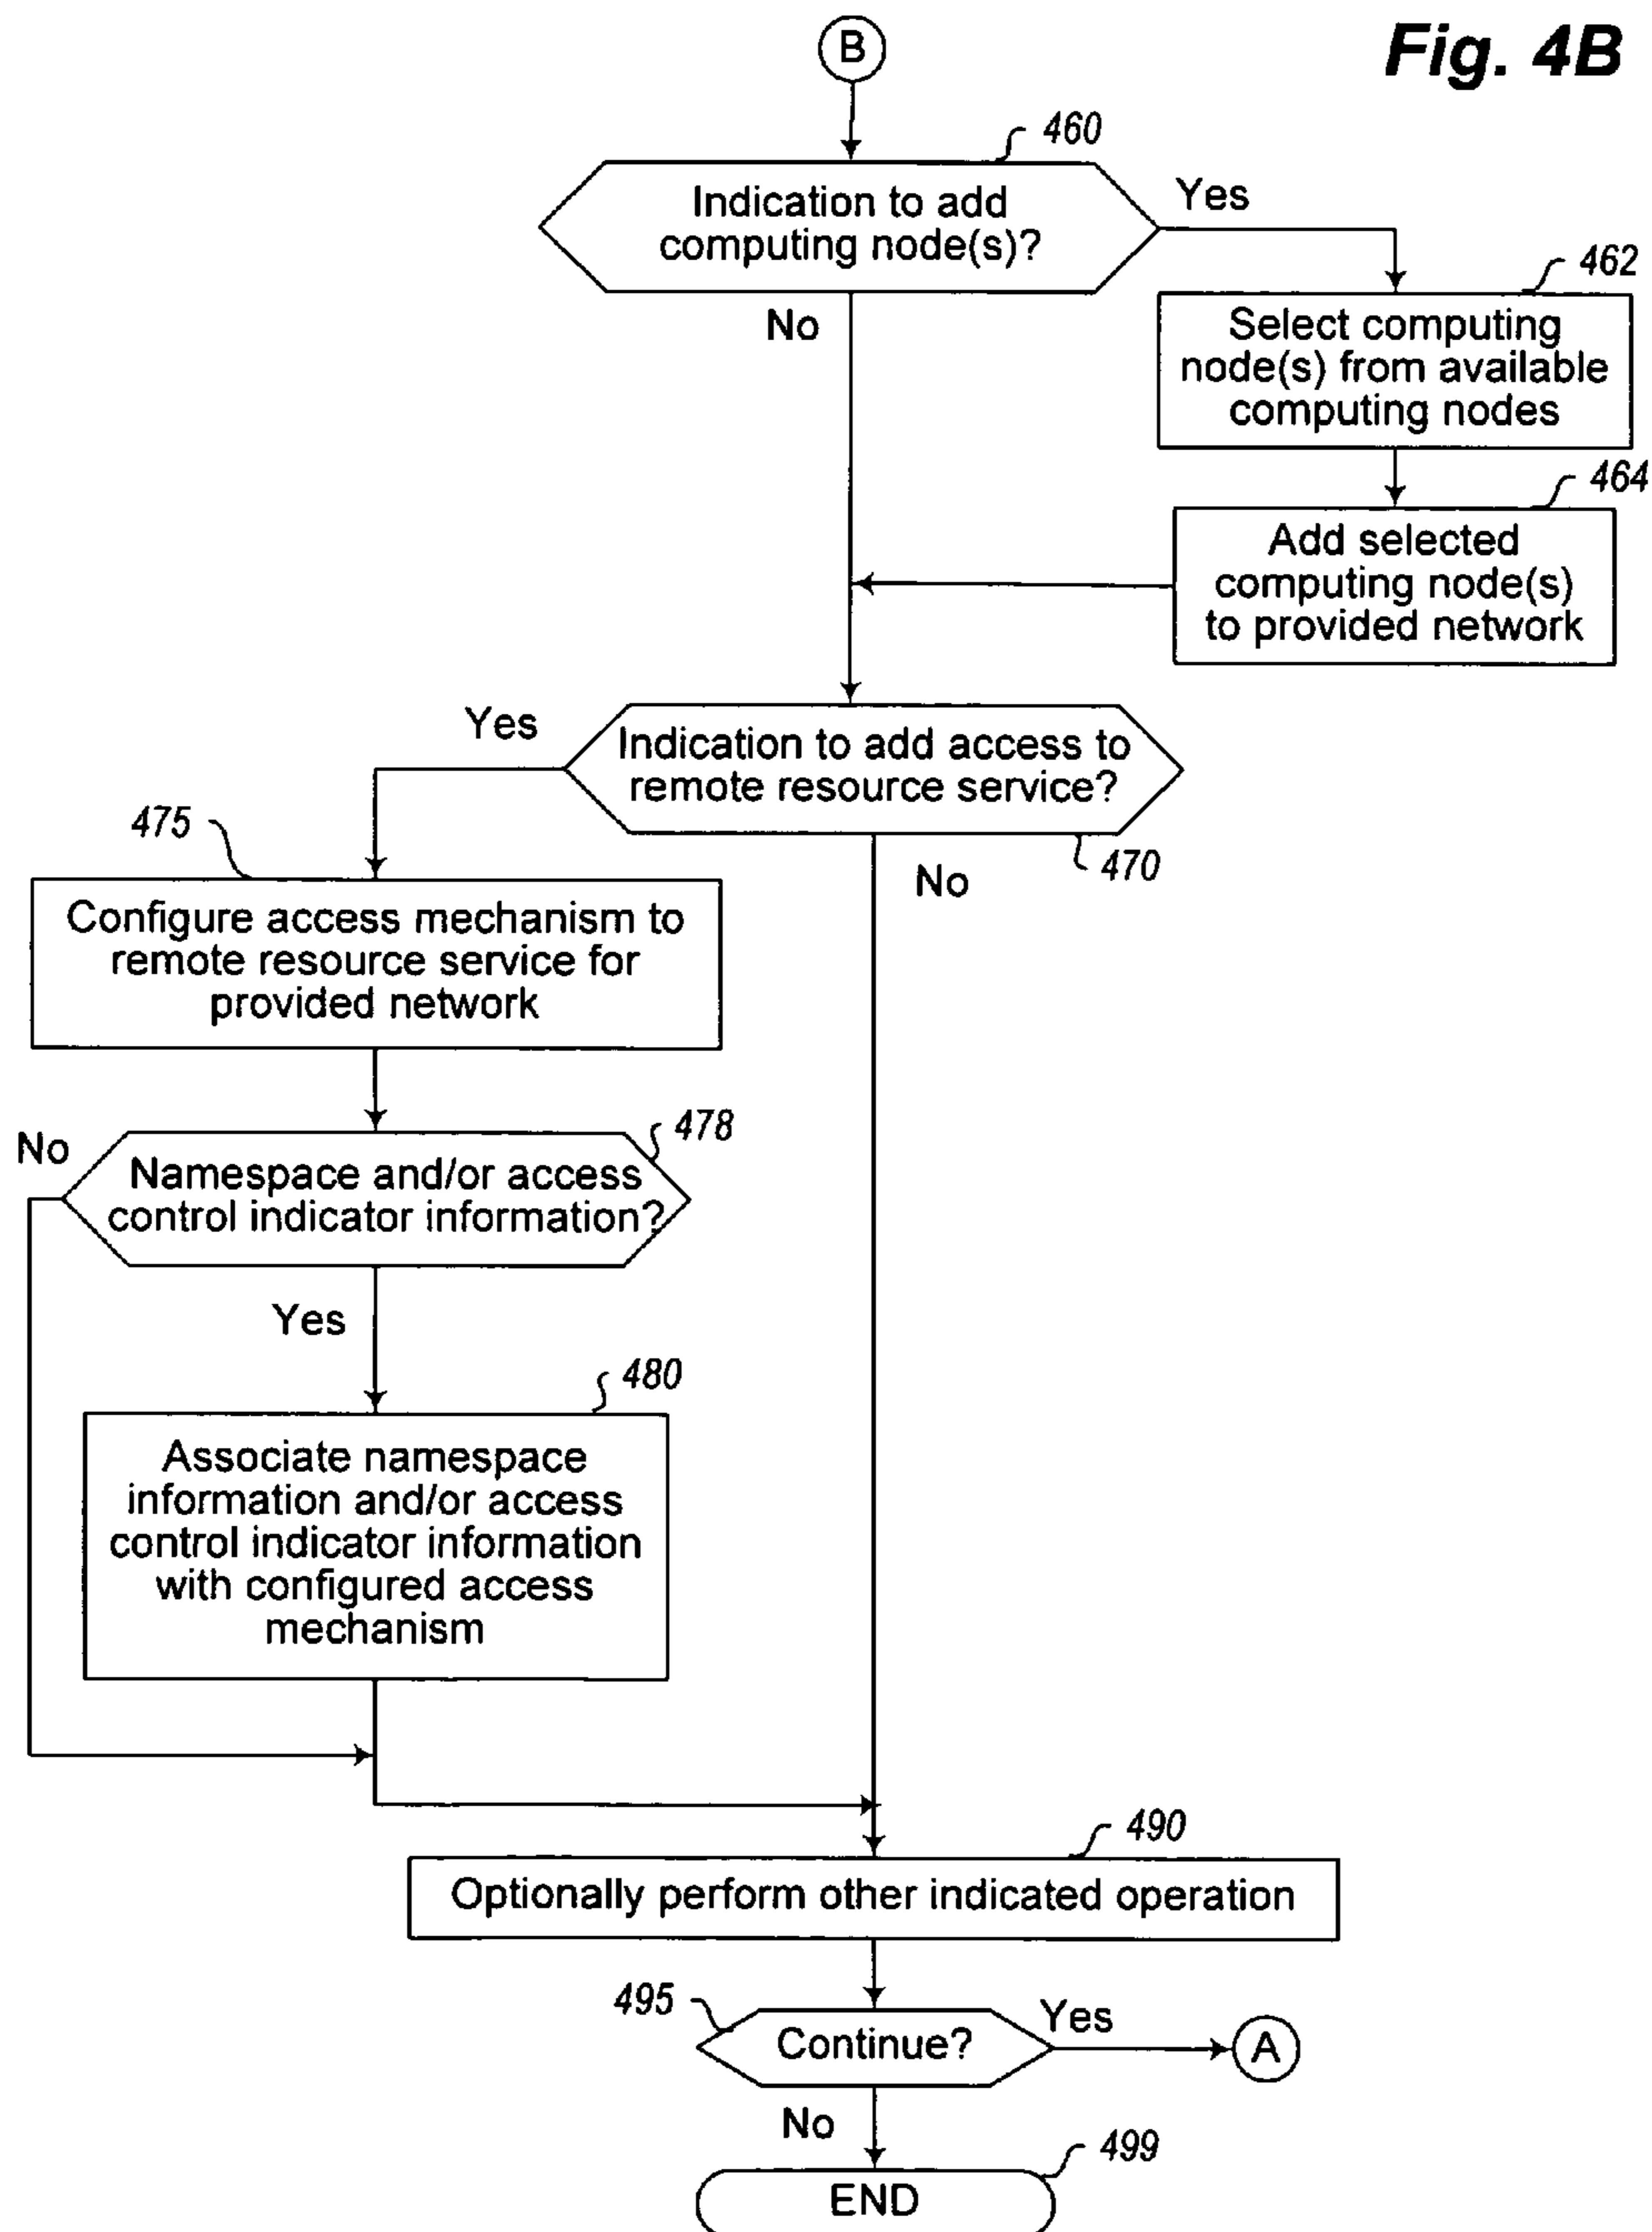 Fig. 4B
B
460
Indication to add
computing node(s)?
Yes
No
462
Select computing
node(s) from available
computing nodes
464
Add selected
computing node(s)
to provided network
Yes
Indication to add access to
remote resource service?
470
No
475
Configure access mechanism to
remote resource service for
provided network
478
No
Namespace and/or access
control indicator information?
Yes
480
Associate namespace
information and/or access
control indicator information
with configured access
mechanism
490
Optionally perform other indicated operation
495
Continue?
Yes
A
No
499
END